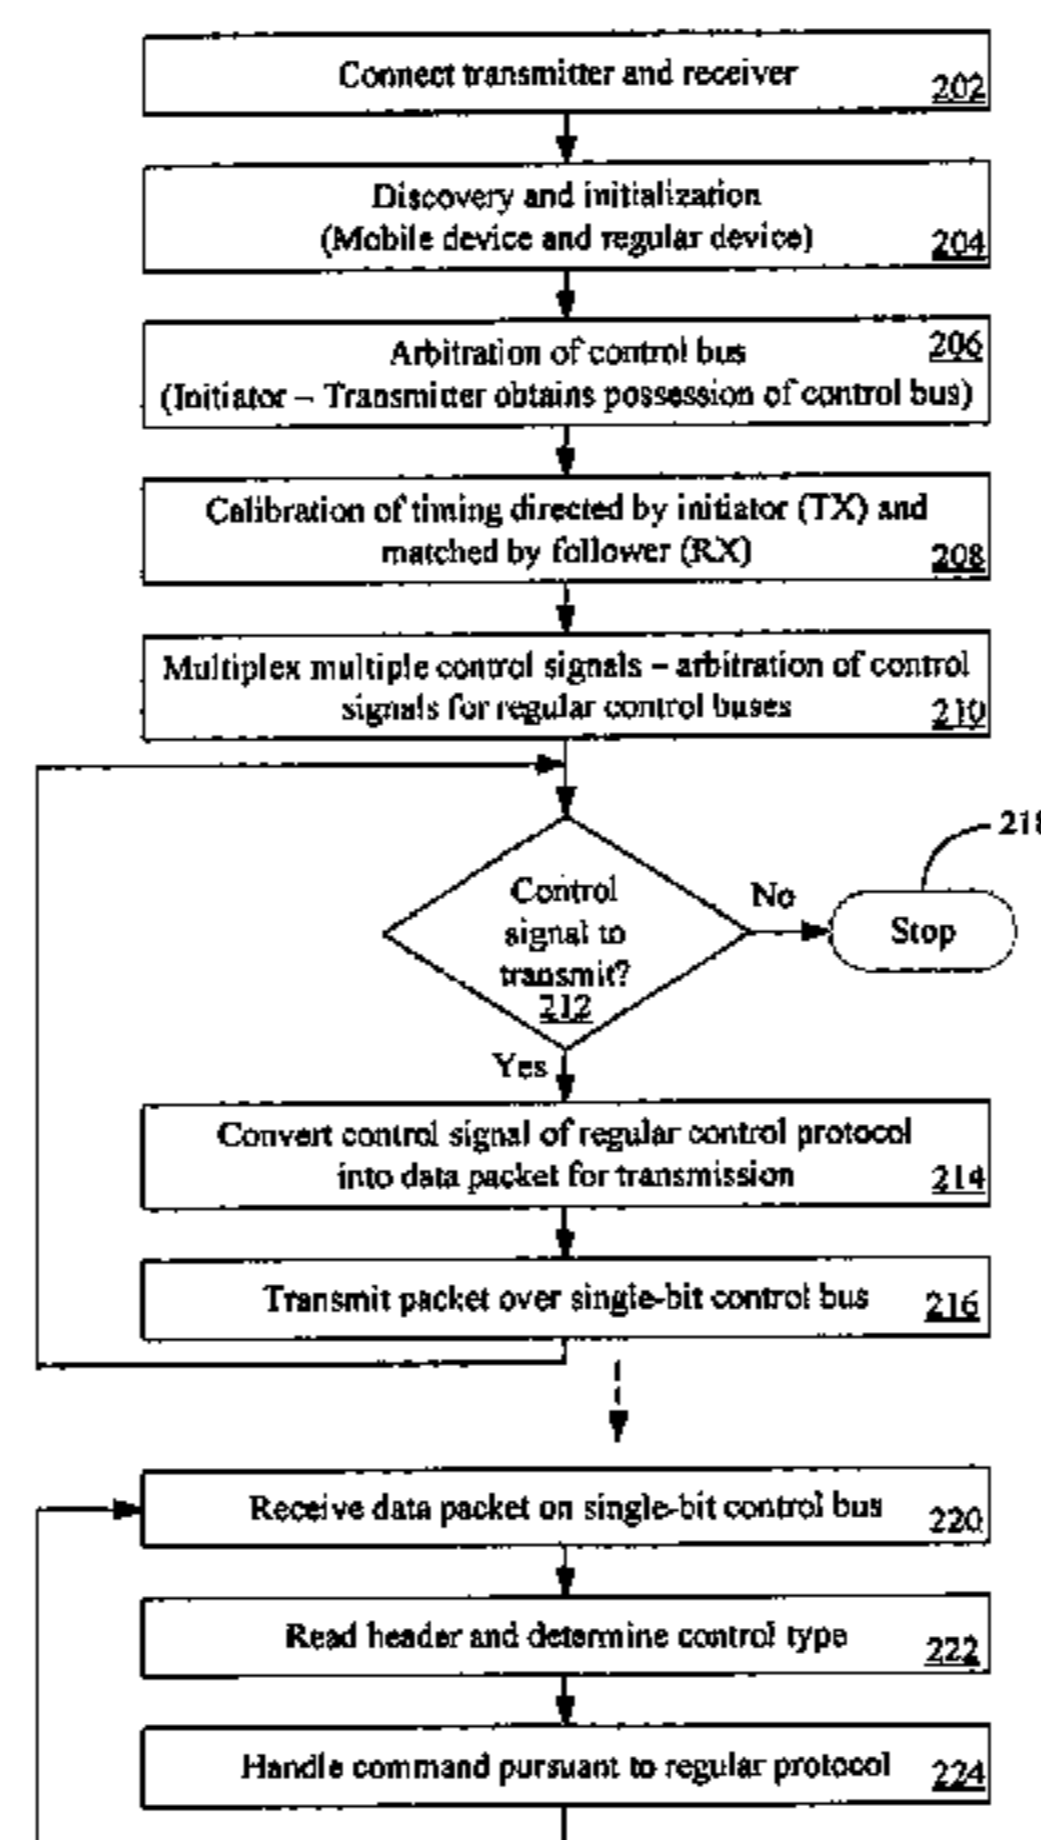 Connect transmitter and receiver
202
Discovery and initialization
(Mobile device and regular device)
204
Arbitration of control bus
206
(Initiator – Transmitter obtains possession of control bus)
Calibration of timing directed by initiator (TX) and
matched by follower (RX)
208
Multiplex multiple control signals – arbitration of control
signals for regular control buses
210
Control
signal to
transmit?
212
No
Stop
218
Yes
Convert control signal of regular control protocol
into data packet for transmission
214
Transmit packet over single-bit control bus
216
Receive data packet on single-bit control bus
220
Read header and determine control type
222
Handle command pursuant to regular protocol
224